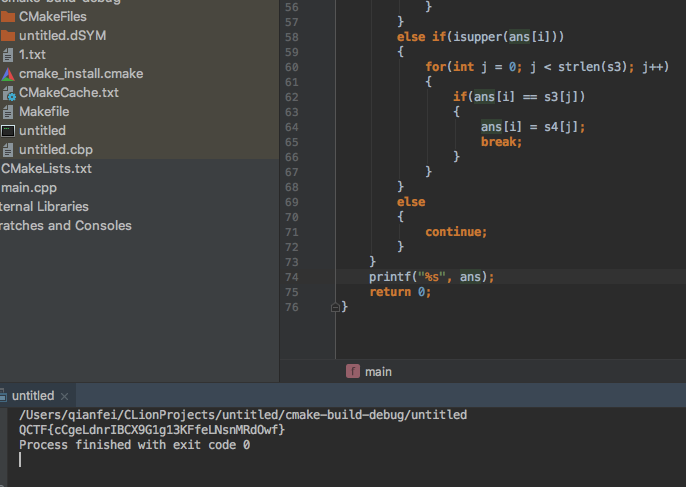 cmake-build-debug
CMakeFiles
untitled.dSYM
1.txt
cmake_install.cmake
CMakeCache.txt
Makefile
untitled
untitled.cbp
CMakeLists.txt
main.cpp
ternal Libraries
ratches and Consoles
56 }
57 }
58 else if(isupper(ans[i]))
59 {
60 for(int j = 0; j < strlen(s3); j++)
61 {
62 if(ans[i] == s3[j])
63 {
64 ans[i] = s4[j];
65 break;
66 }
67 }
68 }
69 else
70 {
71 continue;
72 }
73 }
74 printf("%s", ans);
75 return 0;
76 }
f main
untitled
/Users/qianfei/CLionProjects/untitled/cmake-build-debug/untitled
QCTF{cCgeLdnrIBCX9G1g13KFfeLNsnMRdOwf}
Process finished with exit code 0